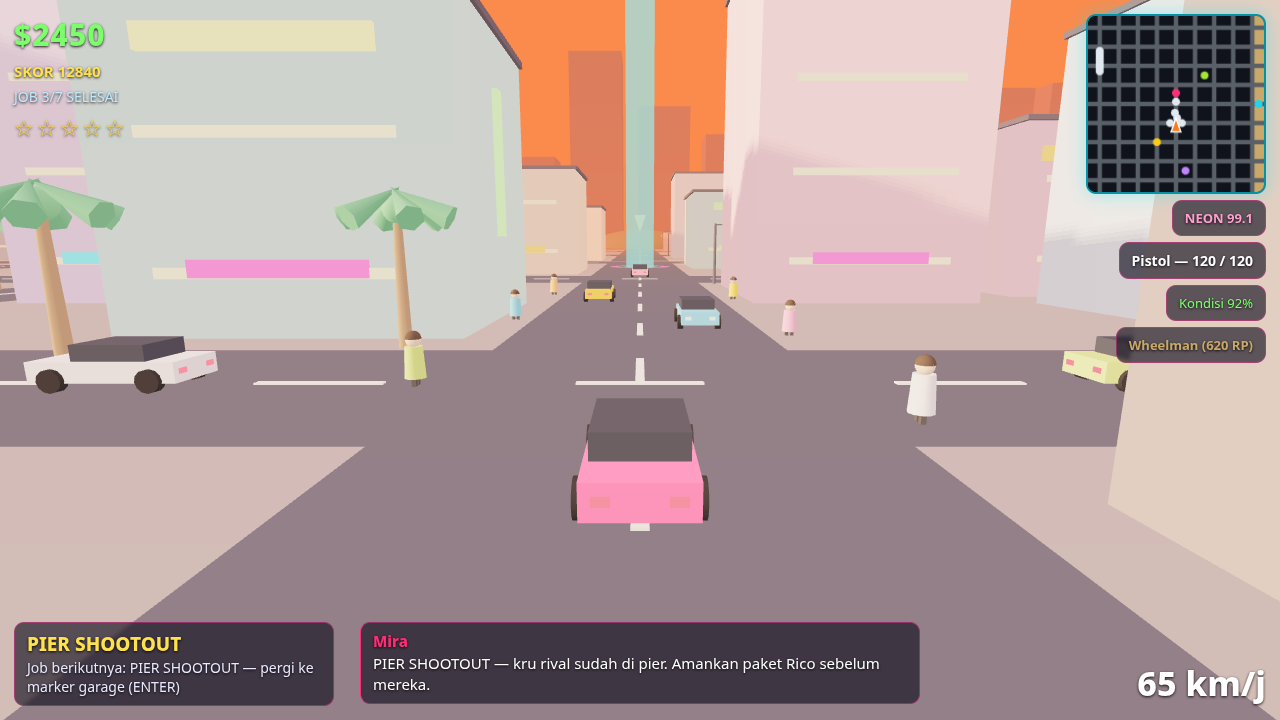 $2450
SKOR 12840
JOB 3/7 SELESAI
☆ ☆ ☆ ☆ ☆
NEON 99.1
Pistol — 120 / 120
Kondisi 92%
Wheelman (620 RP)
PIER SHOOTOUT
Job berikutnya: PIER SHOOTOUT — pergi ke
marker garage (ENTER)
Mira
PIER SHOOTOUT — kru rival sudah di pier. Amankan paket Rico sebelum
mereka.
65 km/j